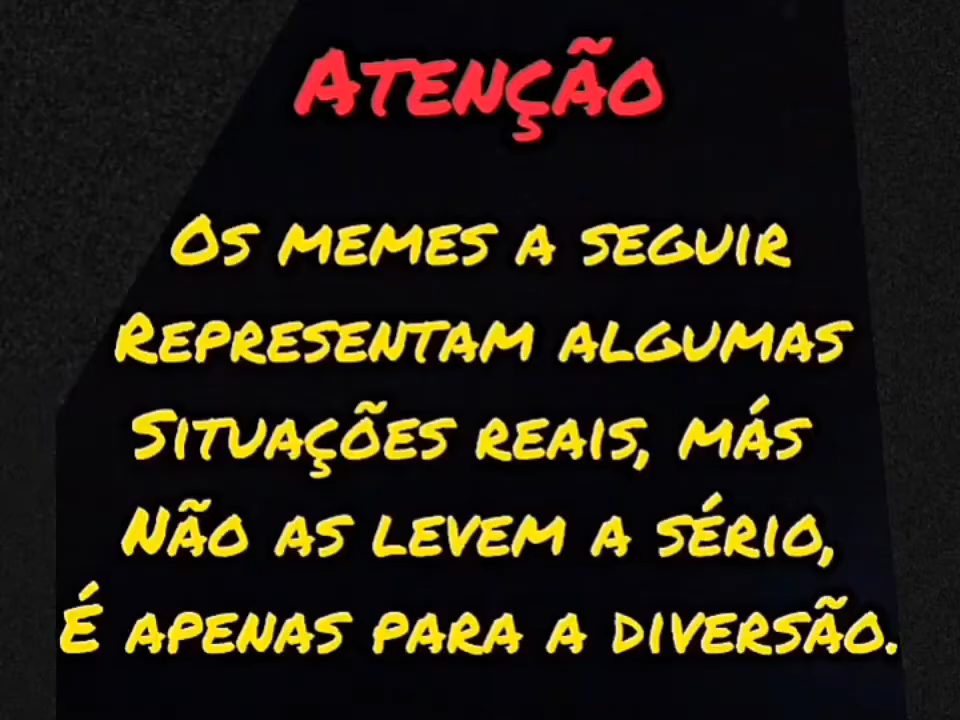 Atenção
Os memes a seguir
Representam algumas
Situações reais, más
Não as levem a sério,
É apenas para a diversão.